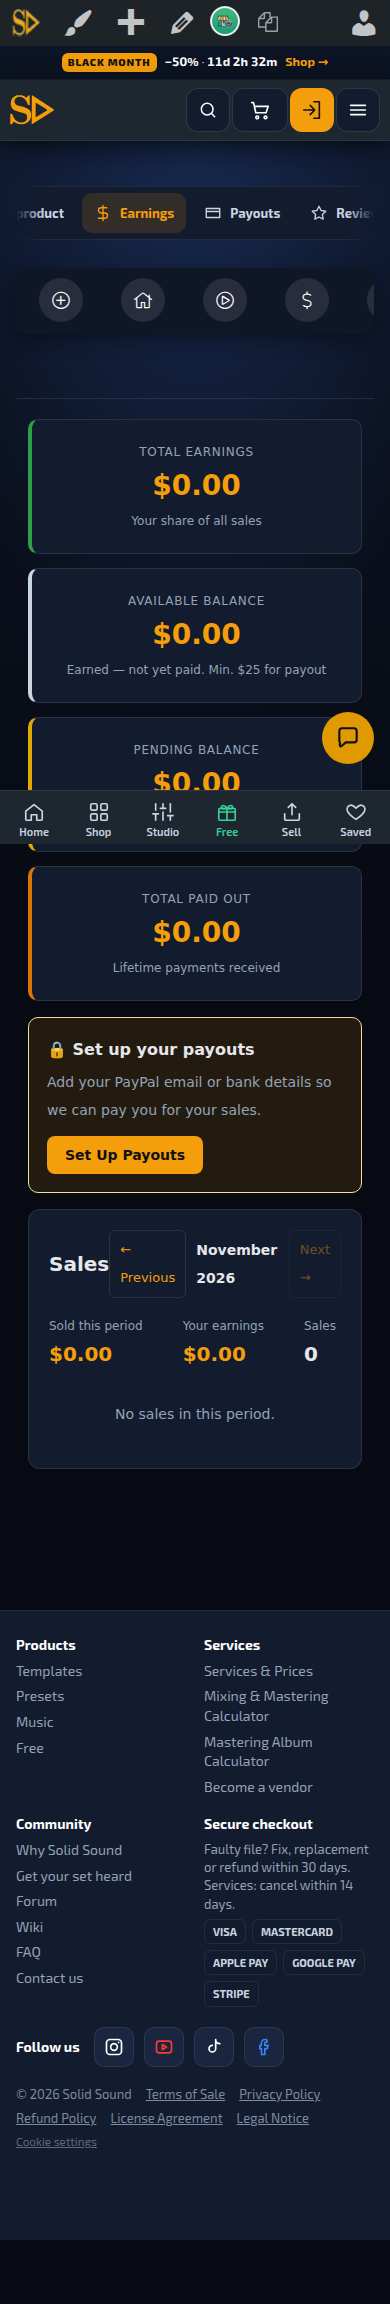 BLACK MONTH −50% · 11d 2h 32m Shop →
product Earnings Payouts Review
TOTAL EARNINGS
$0.00
Your share of all sales
AVAILABLE BALANCE
$0.00
Earned — not yet paid. Min. $25 for payout
PENDING BALANCE
$0.00
Home Shop Studio Free Sell Saved
TOTAL PAID OUT
$0.00
Lifetime payments received
🔒 Set up your payouts
Add your PayPal email or bank details so
we can pay you for your sales.
Set Up Payouts
Sales
←
Previous
November
2026
Next
→
Sold this period
$0.00
Your earnings
$0.00
Sales
0
No sales in this period.
Products
Templates
Presets
Music
Free
Services
Services & Prices
Mixing & Mastering
Calculator
Mastering Album
Calculator
Become a vendor
Community
Why Solid Sound
Get your set heard
Forum
Wiki
FAQ
Contact us
Secure checkout
Faulty file? Fix, replacement
or refund within 30 days.
Services: cancel within 14
days.
VISA MASTERCARD
APPLE PAY GOOGLE PAY
STRIPE
Follow us
© 2026 Solid Sound Terms of Sale Privacy Policy
Refund Policy License Agreement Legal Notice
Cookie settings